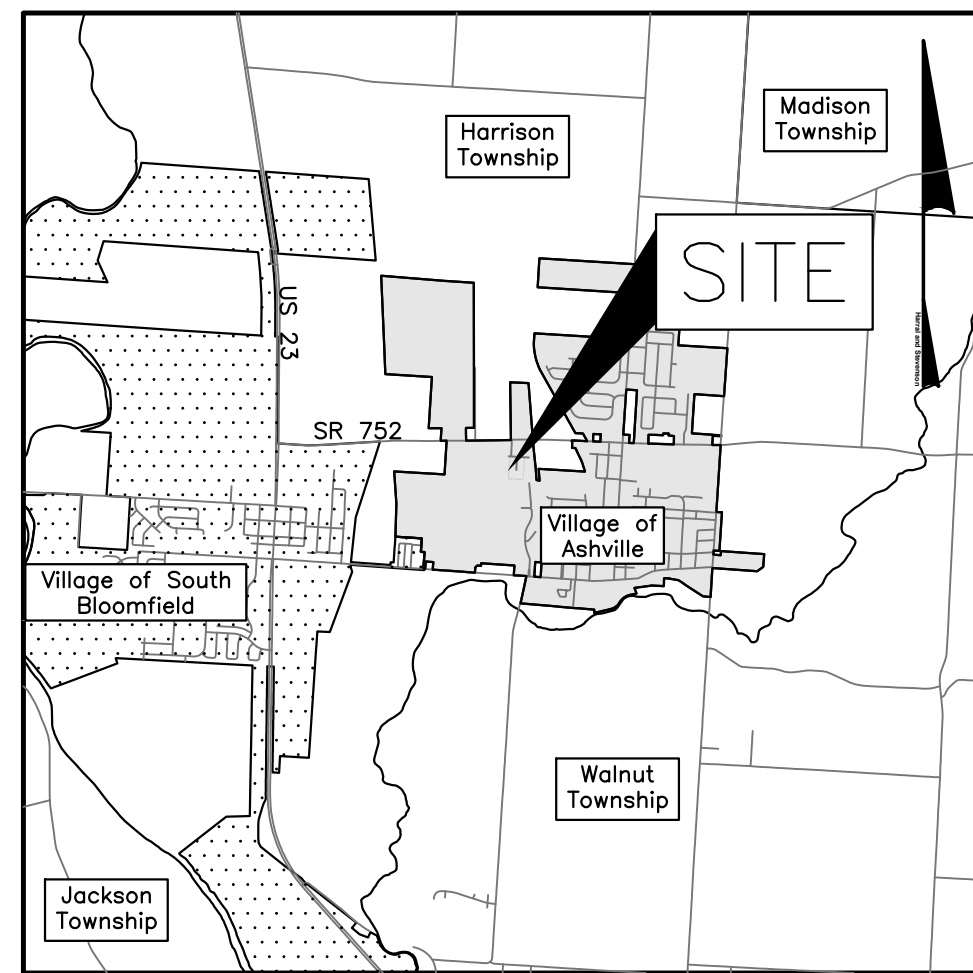 Madison
Township
Harrison
Township
SITE
Harral and Stevenson
US 23
SR 752
Village of
Ashville
Village of South
Bloomfield
Walnut
Township
Jackson
Township